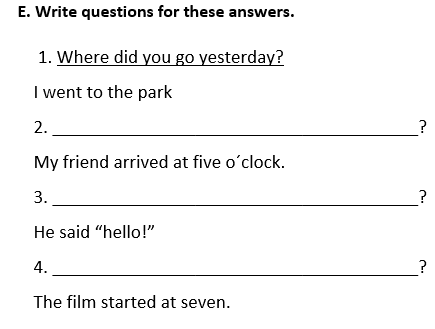 E. Write questions for these answers.
1. Where did you go yesterday?
I went to the park
2. ______________________________________?
My friend arrived at five o´clock.
3. ______________________________________?
He said “hello!”
4. ______________________________________?
The film started at seven.